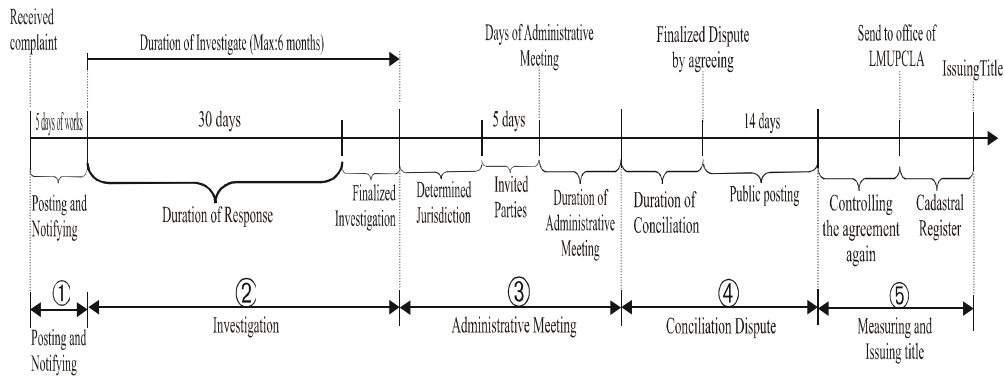 Received
complaint
Duration of Investigate (Max:6 months)
Days of Administrative
Meeting
Finalized Dispute
by agreeing
Send to office of
LMUPCLA
IssuingTitle
5 days of works
30 days
5 days
14 days
Posting and
Notifying
Duration of Response
Finalized
Investigation
Determined
Jurisdiction
Invited
Parties
Duration of
Administrative
Meeting
Duration of
Conciliation
Public posting
Controlling
the agreement
again
Cadastral
Register
①
②
③
④
⑤
Posting and
Notifying
Investigation
Administrative Meeting
Conciliation Dispute
Measuring and
Issuing title